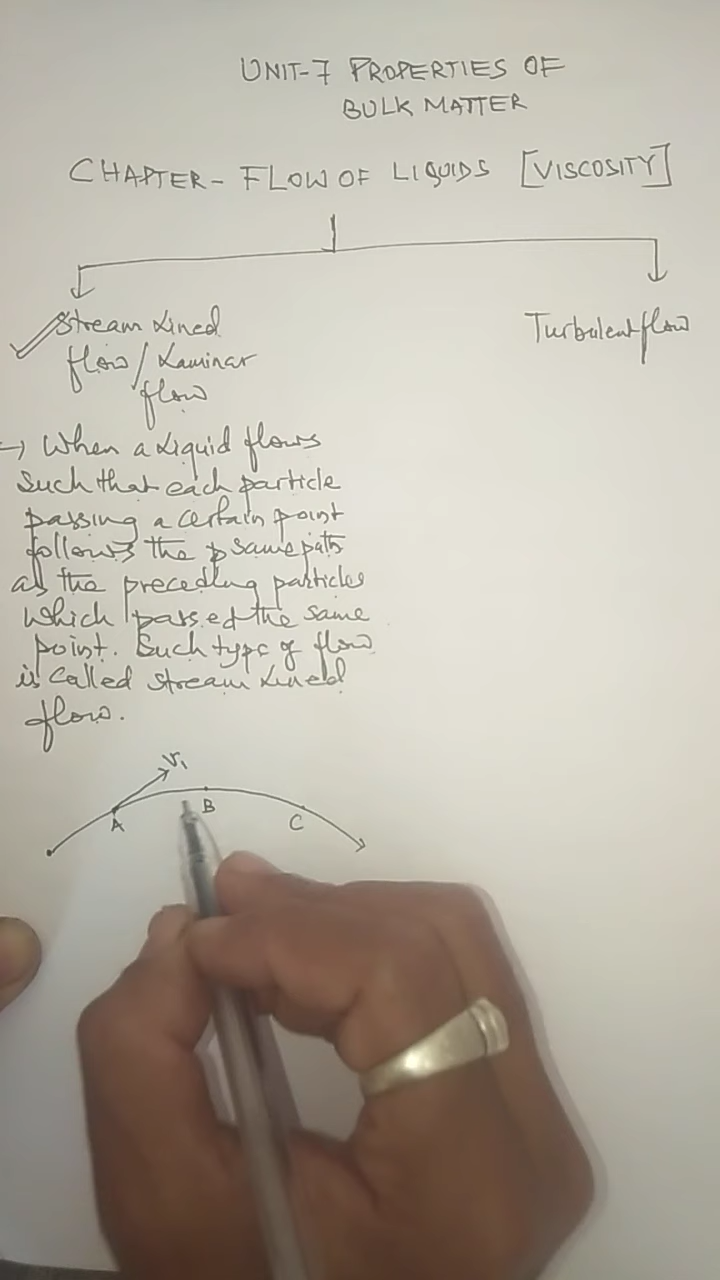 UNIT-7 PROPERTIES OF
BULK MATTER
CHAPTER- FLOW OF LIQUIDS [VISCOSITY]
Stream Lined
flow/Laminar
flow
Turbulent flow
→ When a Liquid flows
Such that each particle
passing a certain point
follows the same path
as the preceding particles
which passed the same
point. Such type of flow
is Called stream Lined
flow.
V₁
A
B
C